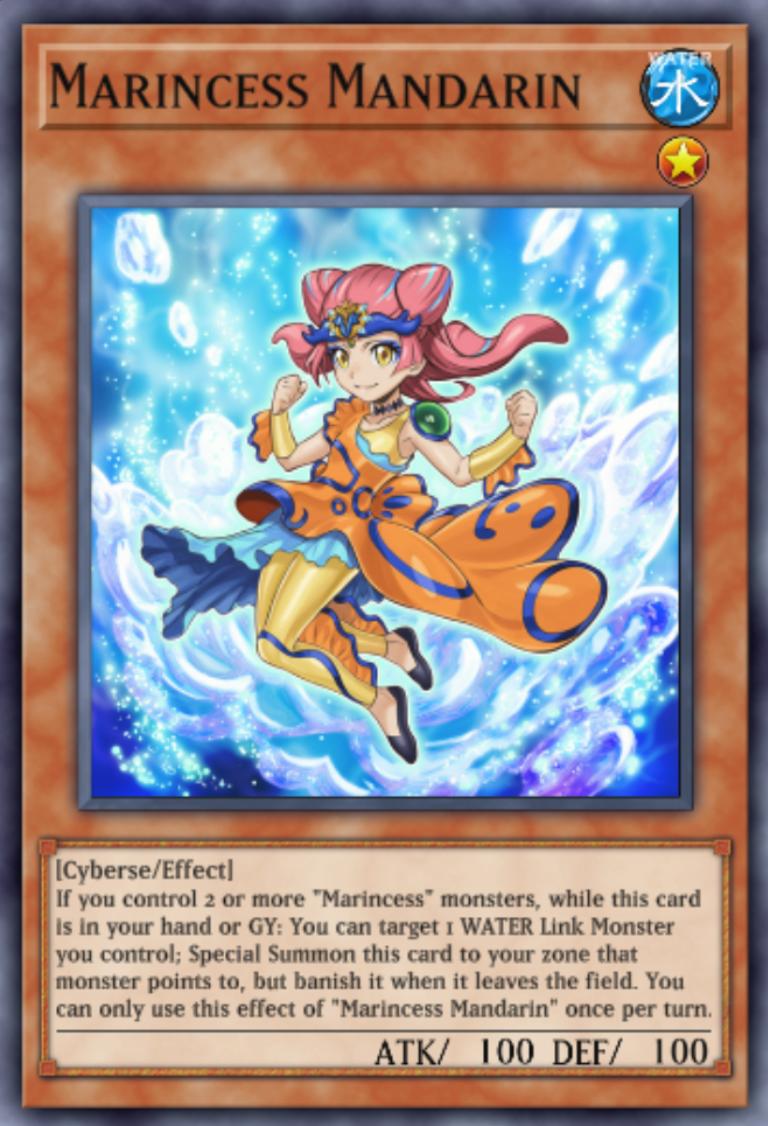 Marincess Mandarin
WATER
水
[Cyberse/Effect]
If you control 2 or more "Marincess" monsters, while this card
is in your hand or GY: You can target 1 WATER Link Monster
you control; Special Summon this card to your zone that
monster points to, but banish it when it leaves the field. You
can only use this effect of "Marincess Mandarin" once per turn.
ATK/ 100 DEF/ 100